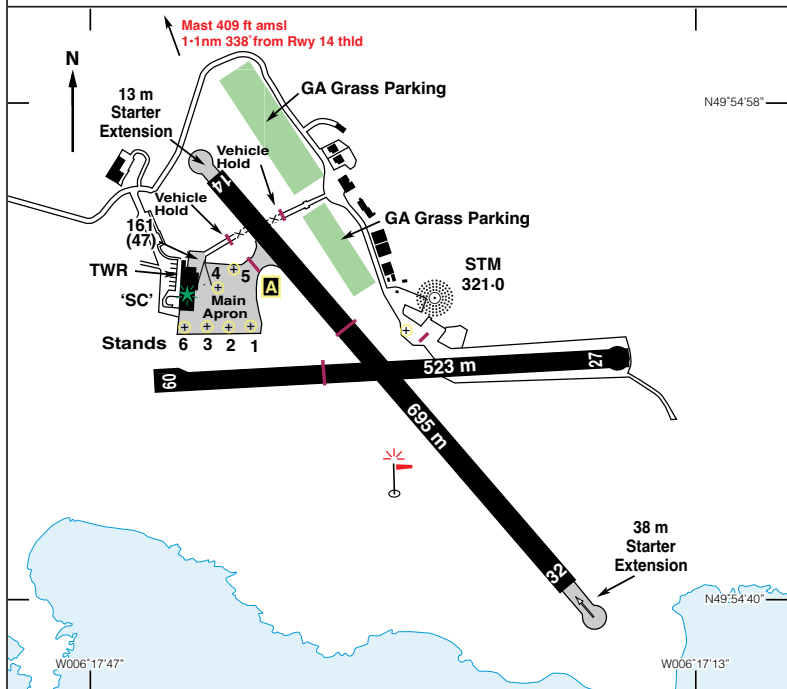 Mast 409 ft amsl
1·1nm 338°from Rwy 14 thld
N
GA Grass Parking
N49°54'58"
13 m
Starter
Extension
Vehicle
Hold
14
Vehicle
Hold
161
(47)
GA Grass Parking
TWR
4
5
A
STM
321·0
'SC'
Main
Apron
Stands
6
3
2
1
09
523 m
27
695 m
38 m
Starter
Extension
32
N49°54'40"
W006°17'47"
W006°17'13"